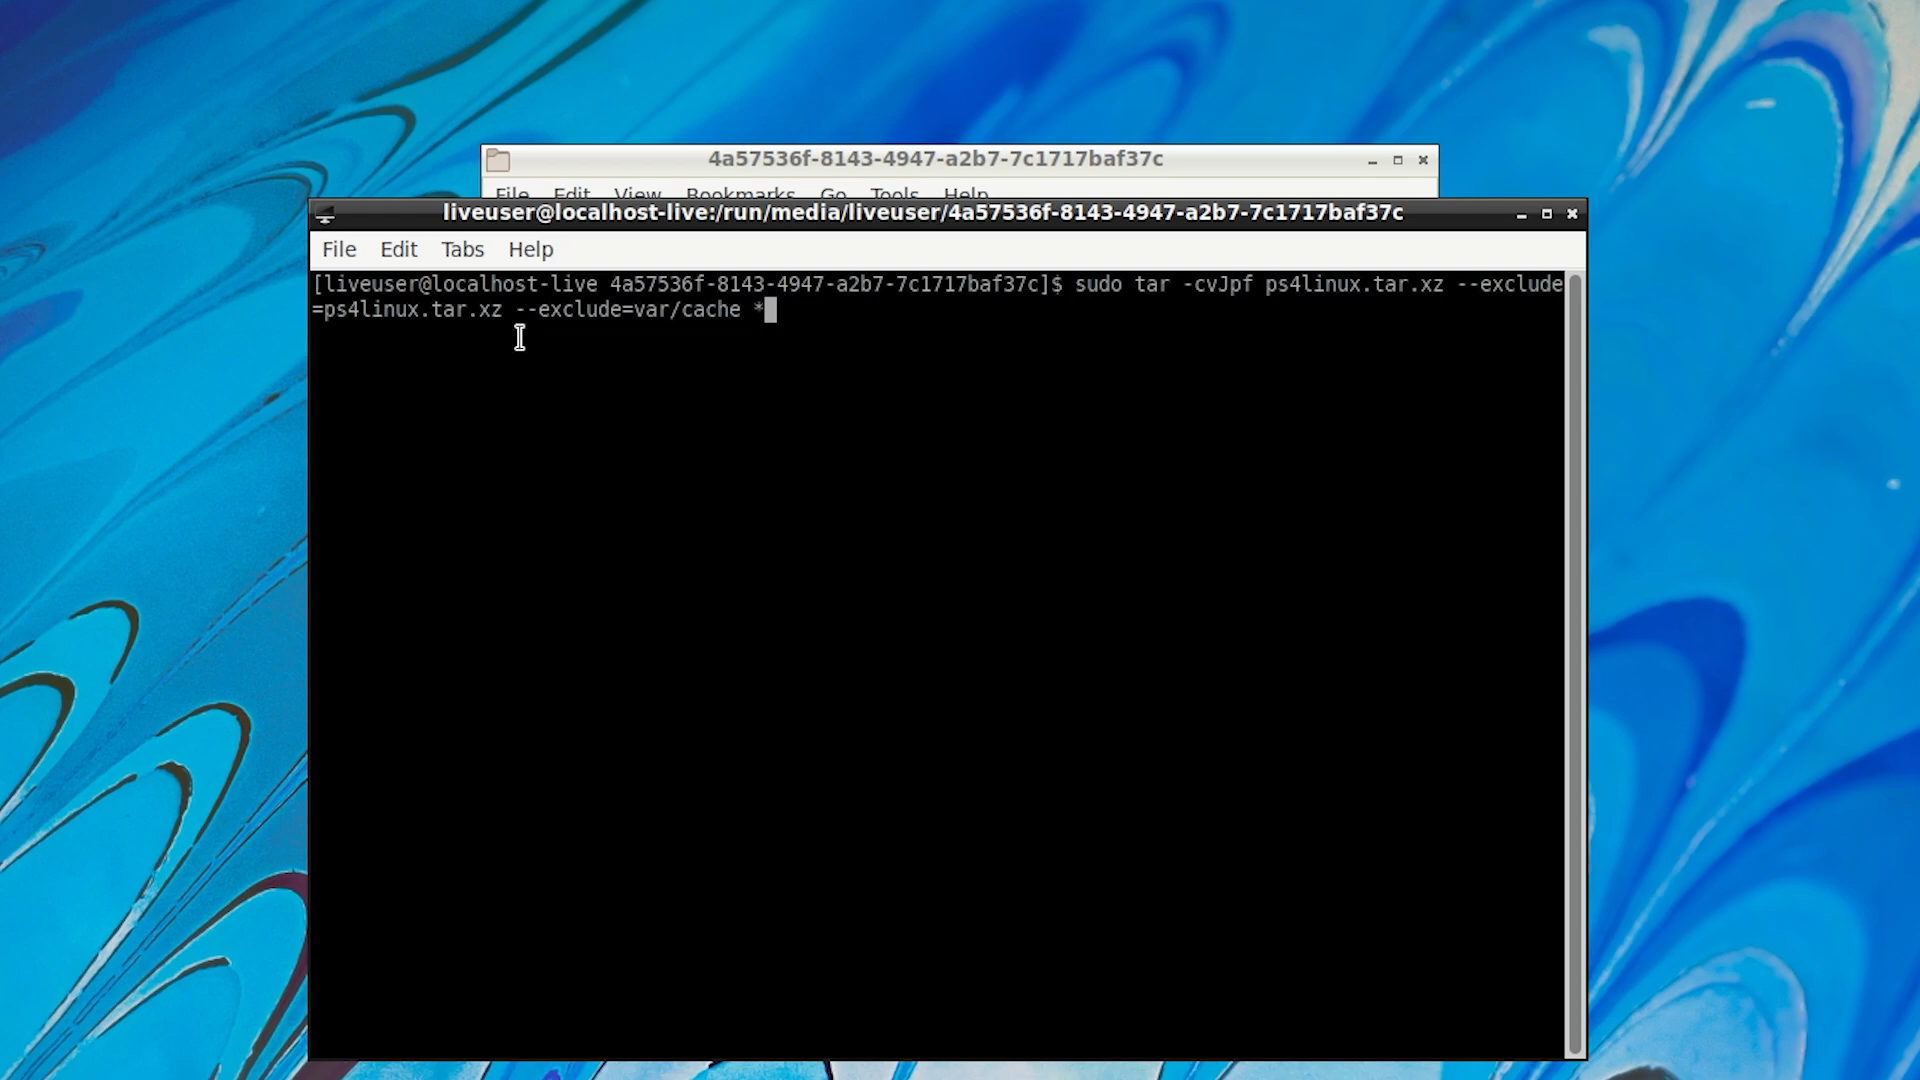 4a57536f-8143-4947-a2b7-7c1717baf37c
File Edit View Bookmarks Go Tools Help
liveuser@localhost-live:/run/media/liveuser/4a57536f-8143-4947-a2b7-7c1717baf37c
File Edit Tabs Help
[liveuser@localhost-live 4a57536f-8143-4947-a2b7-7c1717baf37c]$ sudo tar -cvJpf ps4linux.tar.xz --exclude
=ps4linux.tar.xz --exclude=var/cache *